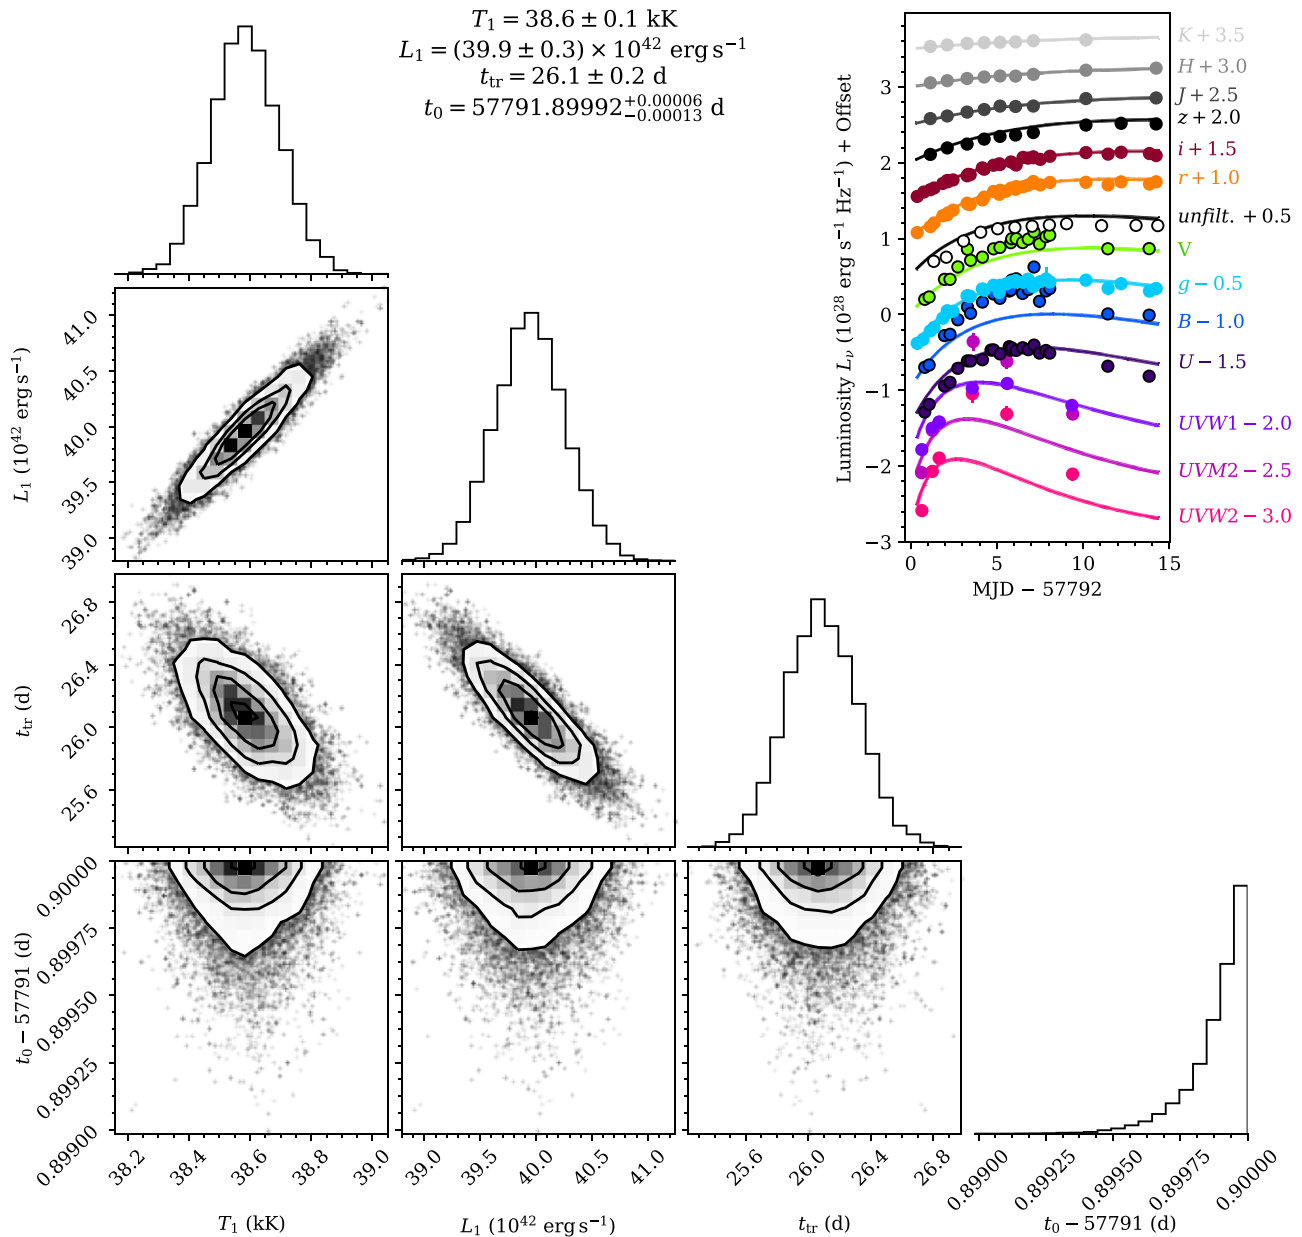 T₁ = 38.6 ± 0.1 kK
L₁ = (39.9 ± 0.3) × 10⁴² erg s⁻¹
t_tr = 26.1 ± 0.2 d
t₀ = 57791.89992 +0.00006 −0.00013 d
Luminosity L_ν (10²⁸ erg s⁻¹ Hz⁻¹) + Offset
3
2
1
0
−1
−2
−3
K + 3.5
H + 3.0
J + 2.5
z + 2.0
i + 1.5
r + 1.0
unfilt. + 0.5
V
g − 0.5
B − 1.0
U − 1.5
UVW1 − 2.0
UVM2 − 2.5
UVW2 − 3.0
0 5 10 15
MJD − 57792
L₁ (10⁴² erg s⁻¹)
41.0
40.5
40.0
39.5
39.0
t_tr (d)
26.8
26.4
26.0
25.6
t₀ − 57791 (d)
0.90000
0.89975
0.89950
0.89925
0.89900
38.2 38.4 38.6 38.8 39.0
T₁ (kK)
39.0 39.5 40.0 40.5 41.0
L₁ (10⁴² erg s⁻¹)
25.6 26.0 26.4 26.8
t_tr (d)
0.89900 0.89925 0.89950 0.89975 0.90000
t₀ − 57791 (d)